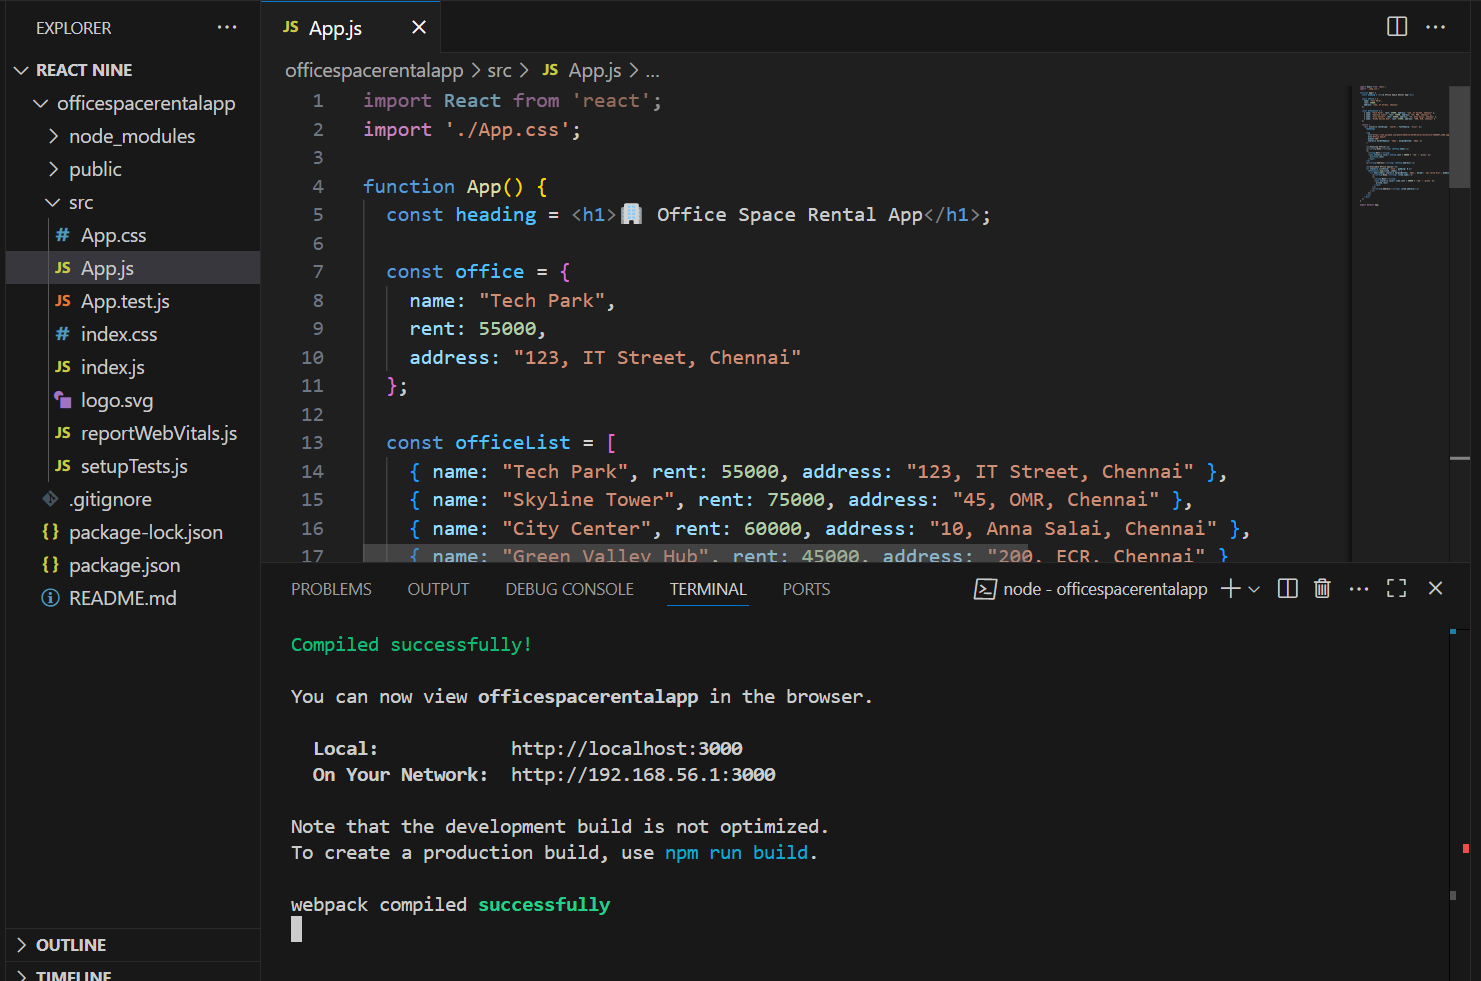 EXPLORER
REACT NINE
officespacerentalapp
node_modules
public
src
# App.css
JS App.js
JS App.test.js
# index.css
JS index.js
logo.svg
JS reportWebVitals.js
JS setupTests.js
.gitignore
{} package-lock.json
{} package.json
README.md
OUTLINE
TIMELINE
JS App.js
officespacerentalapp > src > JS App.js > ...
1 import React from 'react';
2 import './App.css';
3
4 function App() {
5 const heading = <h1>🏢 Office Space Rental App</h1>;
6
7 const office = {
8 name: "Tech Park",
9 rent: 55000,
10 address: "123, IT Street, Chennai"
11 };
12
13 const officeList = [
14 { name: "Tech Park", rent: 55000, address: "123, IT Street, Chennai" },
15 { name: "Skyline Tower", rent: 75000, address: "45, OMR, Chennai" },
16 { name: "City Center", rent: 60000, address: "10, Anna Salai, Chennai" },
17 { name: "Green Valley Hub", rent: 45000, address: "200, ECR, Chennai" }
PROBLEMS OUTPUT DEBUG CONSOLE TERMINAL PORTS node - officespacerentalapp
Compiled successfully!
You can now view officespacerentalapp in the browser.
Local: http://localhost:3000
On Your Network: http://192.168.56.1:3000
Note that the development build is not optimized.
To create a production build, use npm run build.
webpack compiled successfully